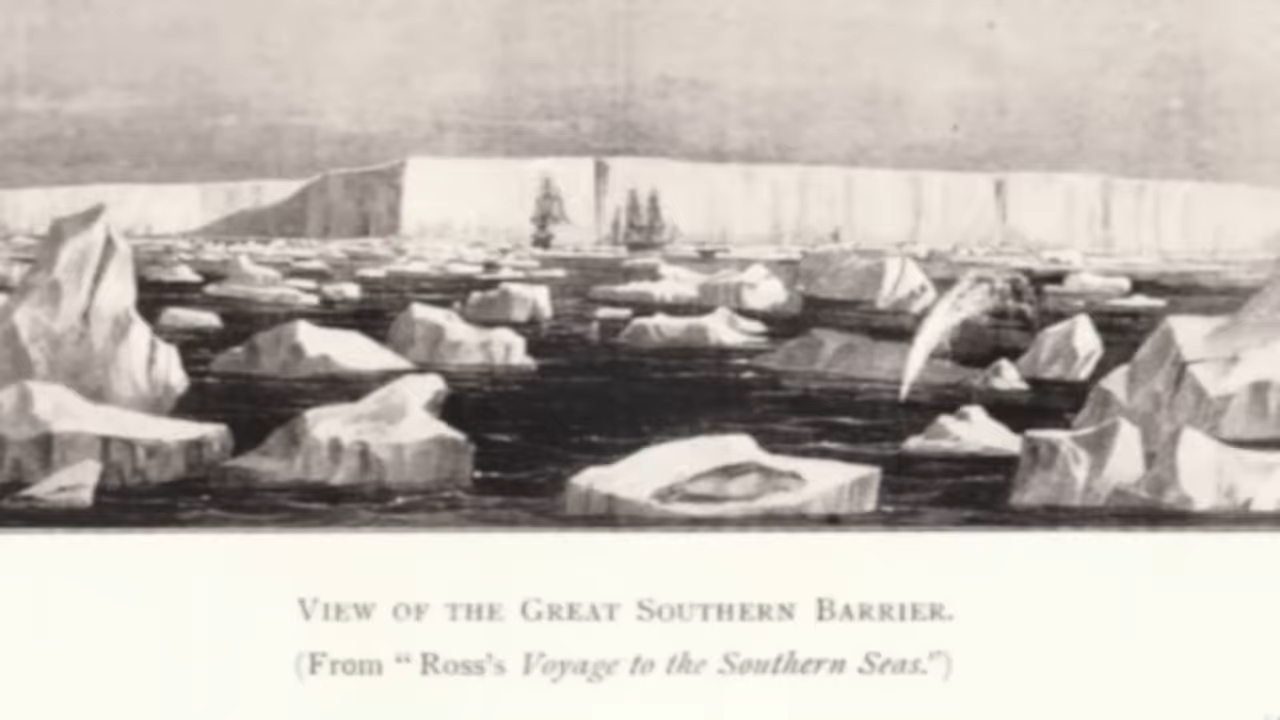 VIEW OF THE GREAT SOUTHERN BARRIER.
(From “Ross's Voyage to the Southern Seas.”)